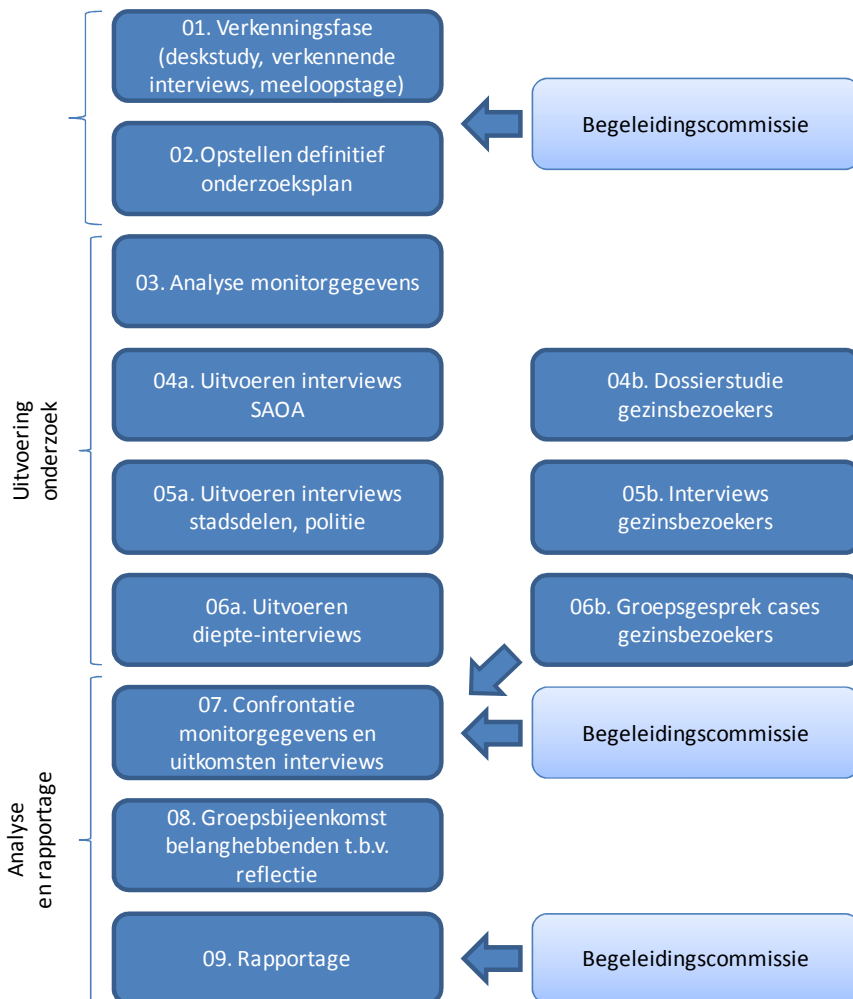 01. Verkenningsfase
(deskstudy, verkennende
interviews, meeloopstage)
Begeleidingscommissie
02.Opstellen definitief
onderzoeksplan
Uitvoering
onderzoek
03. Analyse monitorgegevens
04a. Uitvoeren interviews
SAOA
04b. Dossierstudie
gezinsbezoekers
05a. Uitvoeren interviews
stadsdelen, politie
05b. Interviews
gezinsbezoekers
06a. Uitvoeren
diepte-interviews
06b. Groepsgesprek cases
gezinsbezoekers
Analyse
en rapportage
07. Confrontatie
monitorgegevens en
uitkomsten interviews
Begeleidingscommissie
08. Groepsbijeenkomst
belanghebbenden t.b.v.
reflectie
09. Rapportage
Begeleidingscommissie